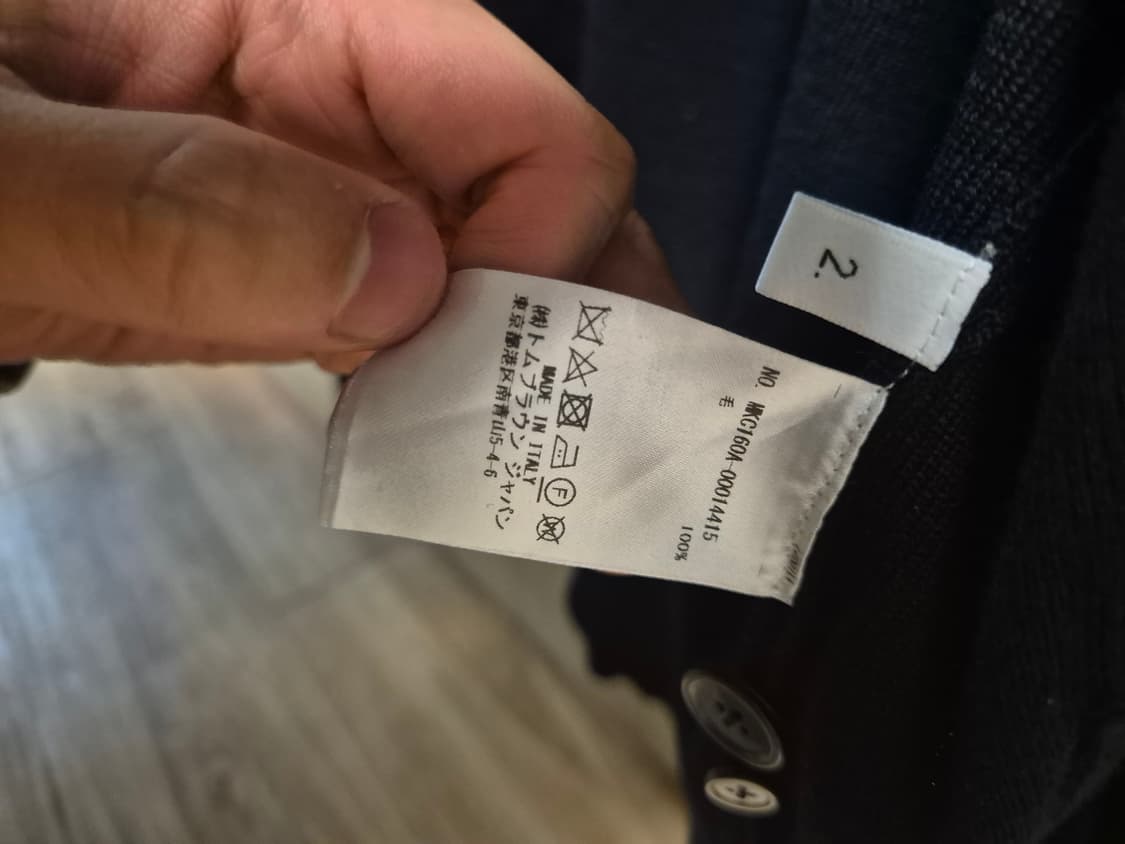 2.
NO. MKC160A-00014415
毛 100%
F
MADE IN ITALY
(株)トムブラウン ジャパン
東京都港区南青山5-4-6